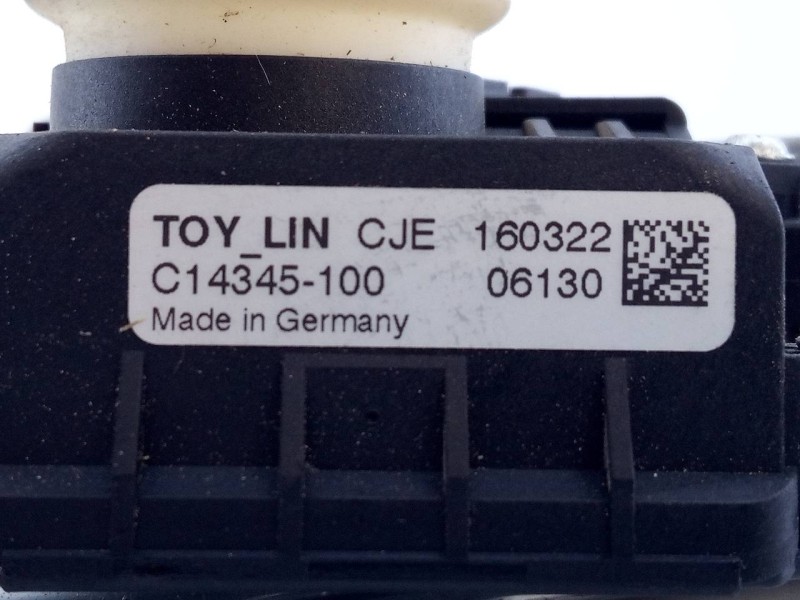 TOY_LIN CJE 160322
C14345-100 06130
Made in Germany